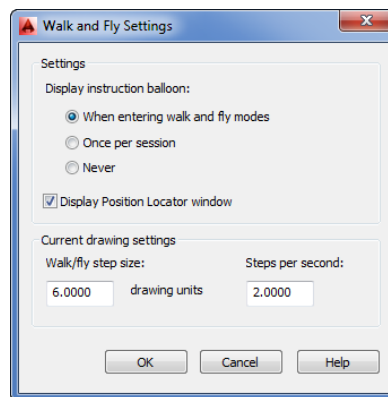 Walk and Fly Settings
Settings
Display instruction balloon:
When entering walk and fly modes
Once per session
Never
Display Position Locator window
Current drawing settings
Walk/fly step size: Steps per second:
6.0000 drawing units 2.0000
OK Cancel Help